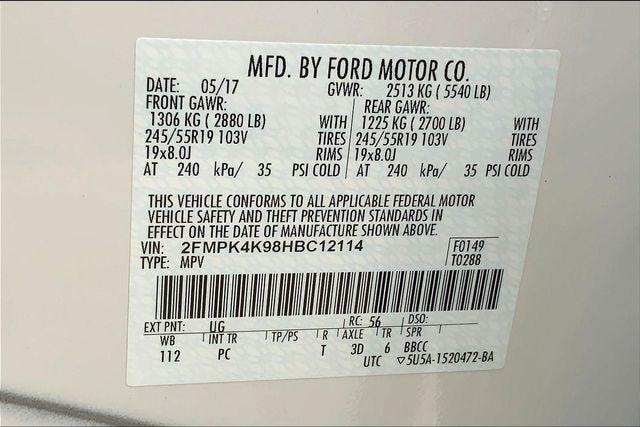 MFD. BY FORD MOTOR CO.
DATE: 05/17 GVWR: 2513 KG ( 5540 LB)
FRONT GAWR: REAR GAWR:
1306 KG ( 2880 LB) WITH 1225 KG ( 2700 LB) WITH
245/55R19 103V TIRES 245/55R19 103V TIRES
19x8.0J RIMS 19x8.0J RIMS
AT 240 kPa/ 35 PSI COLD AT 240 kPa/ 35 PSI COLD
THIS VEHICLE CONFORMS TO ALL APPLICABLE FEDERAL MOTOR
VEHICLE SAFETY AND THEFT PREVENTION STANDARDS IN
EFFECT ON THE DATE OF MANUFACTURE SHOWN ABOVE.
VIN: 2FMPK4K98HBC12114 F0149
TYPE: MPV T0288
EXT PNT: UG RC: 56 DSO:
WB INT TR TP/PS R AXLE TR SPR
112 PC T 3D 6 BBCC
UTC ▽5U5A-1520472-BA